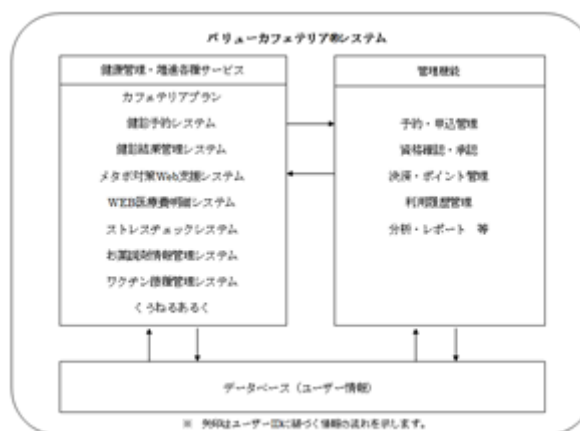 バリューカフェテリア®システム
健康管理・増進各種サービス
カフェテリアプラン
健診予約システム
健診結果管理システム
メタボ対策Web支援システム
WEB医療費明細システム
ストレスチェックシステム
お薬調剤情報管理システム
ワクチン接種管理システム
くうねるあるく
管理機能
予約・申込管理
資格確認・承認
決済・ポイント管理
利用履歴管理
分析・レポート 等
データベース（ユーザー情報）
※ 矢印はユーザーIDに基づく情報の流れを示します。